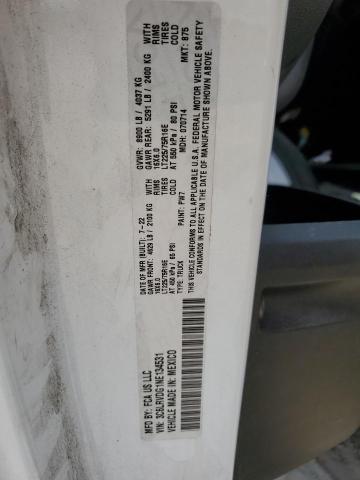 MFD BY: FCA US LLC
VIN: 3C6LRVDG1NE134531
VEHICLE MADE IN: MEXICO
DATE OF MFR (BUILT): 7-22
GVWR: 8900 LB / 4037 KG
GAWR FRONT: 4629 LB / 2100 KG WITH
GAWR REAR: 5291 LB / 2400 KG WITH
16X6.0 RIMS
16X6.0 RIMS
LT225/75R16E TIRES
LT225/75R16E TIRES
AT 450 kPa / 65 PSI COLD
AT 550 kPa / 80 PSI COLD
TYPE: TRUCK
PAINT: PW7
MDH: 070714
MKT: 875
THIS VEHICLE CONFORMS TO ALL APPLICABLE U.S.A. FEDERAL MOTOR VEHICLE SAFETY
STANDARDS IN EFFECT ON THE DATE OF MANUFACTURE SHOWN ABOVE.